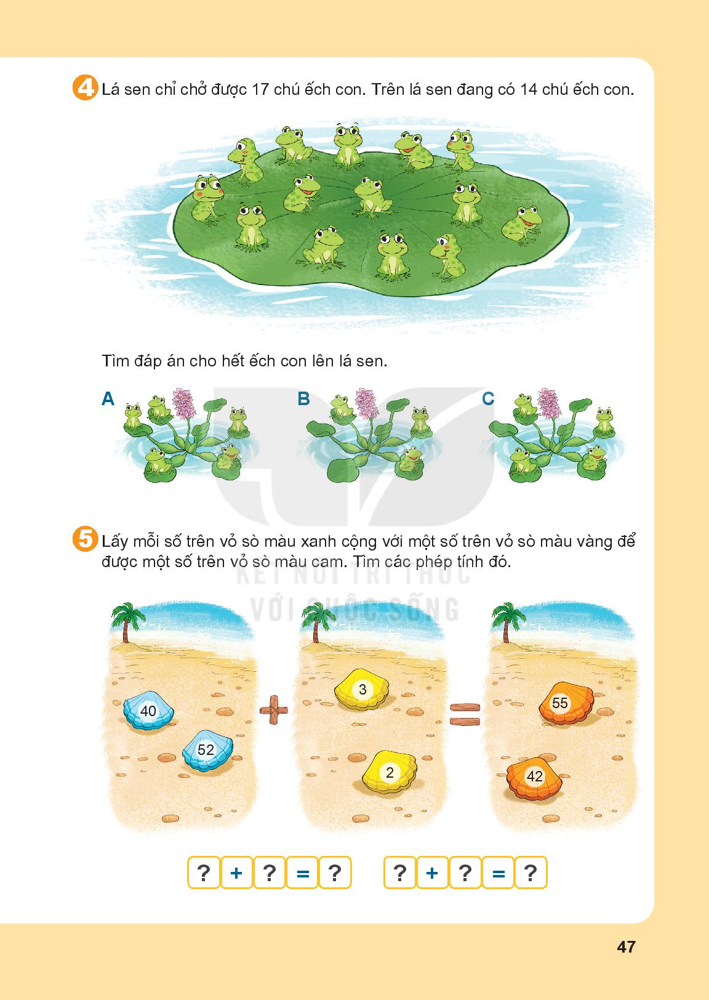 4 Lá sen chỉ chở được 17 chú ếch con. Trên lá sen đang có 14 chú ếch con.
Tìm đáp án cho hết ếch con lên lá sen.
A B C
5 Lấy mỗi số trên vỏ sò màu xanh cộng với một số trên vỏ sò màu vàng để
được một số trên vỏ sò màu cam. Tìm các phép tính đó.
KẾT NỐI TRI THỨC
VỚI CUỘC SỐNG
40 + 3 = 55
52 2 42
? + ? = ? ? + ? = ?
47